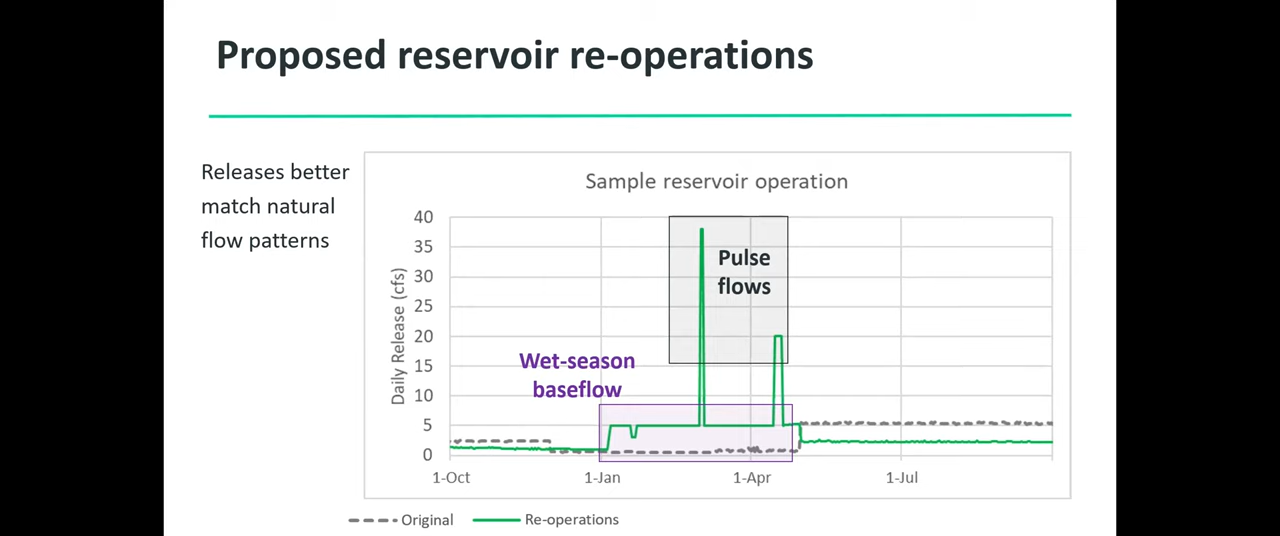 Proposed reservoir re-operations
Releases better
match natural
flow patterns
Sample reservoir operation
Daily Release (cfs)
40
35
30
25
20
15
10
5
0
Pulse
flows
Wet-season
baseflow
1-Oct
1-Jan
1-Apr
1-Jul
Original
Re-operations